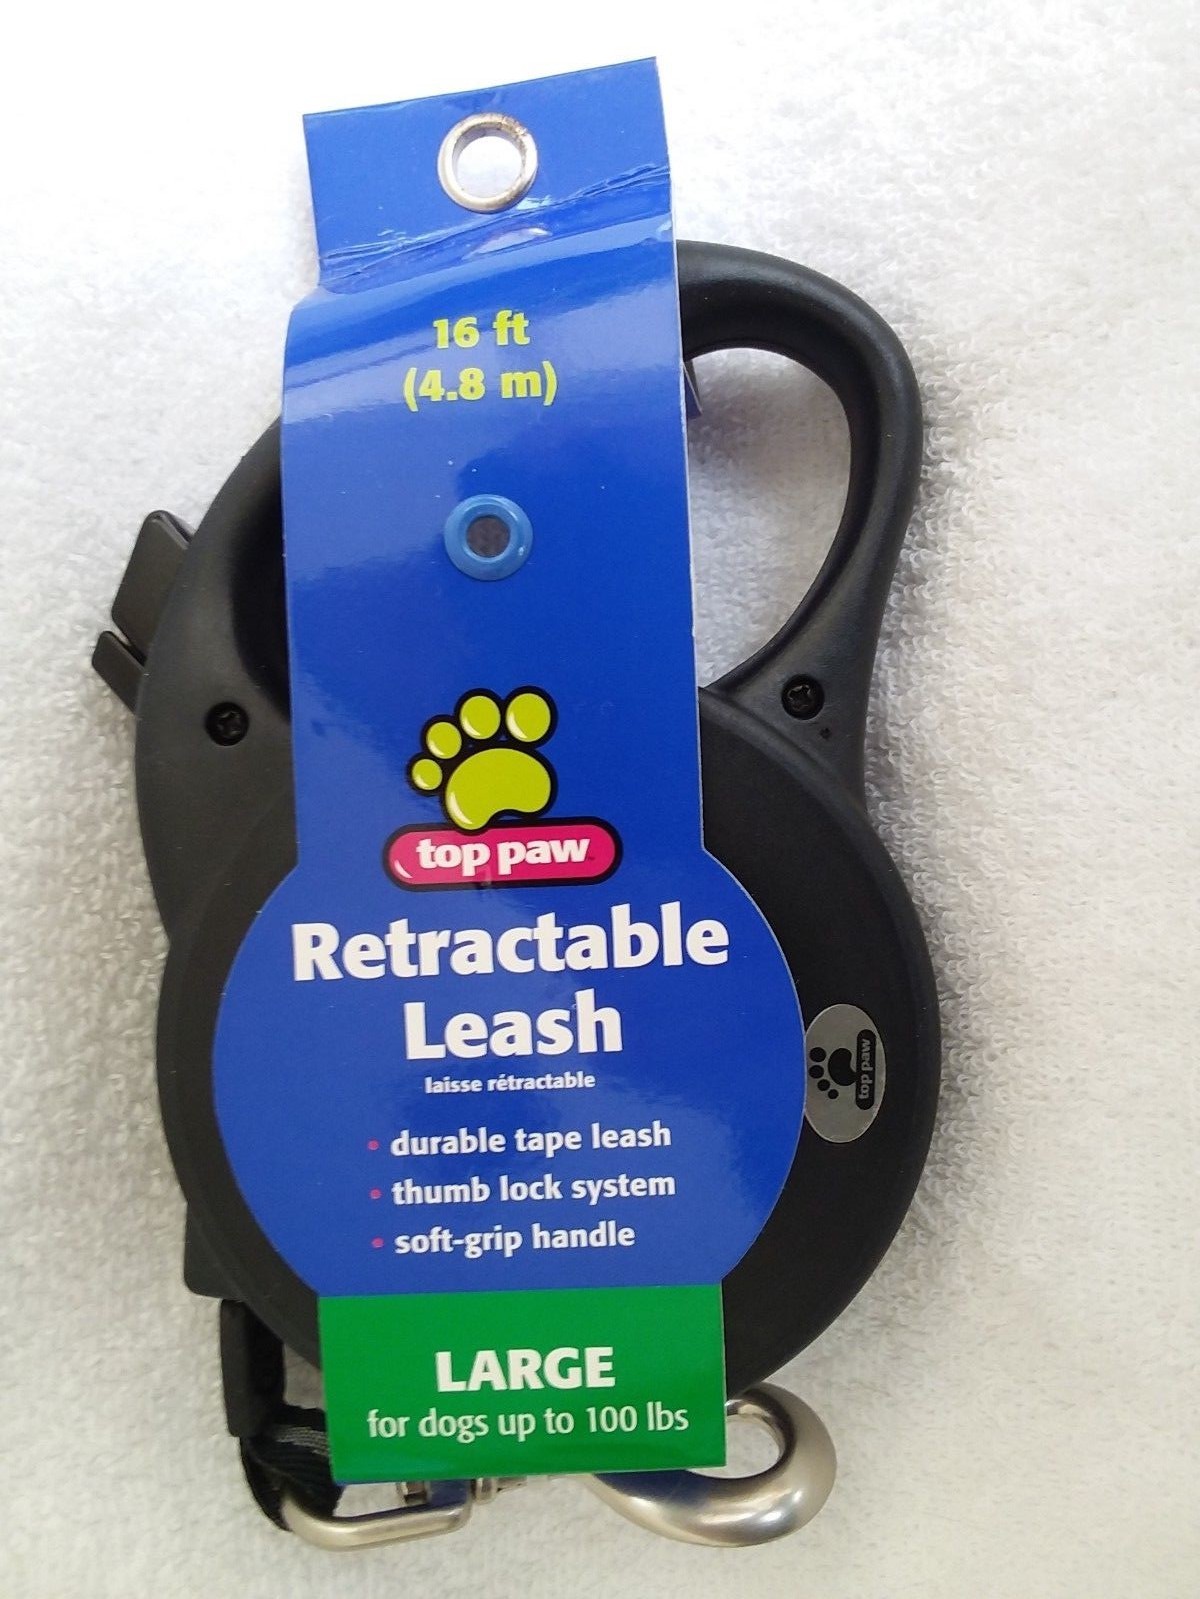 16 ft
(4.8 m)
top paw
Retractable
Leash
laisse rétractable
• durable tape leash
• thumb lock system
• soft-grip handle
top paw
LARGE
for dogs up to 100 lbs